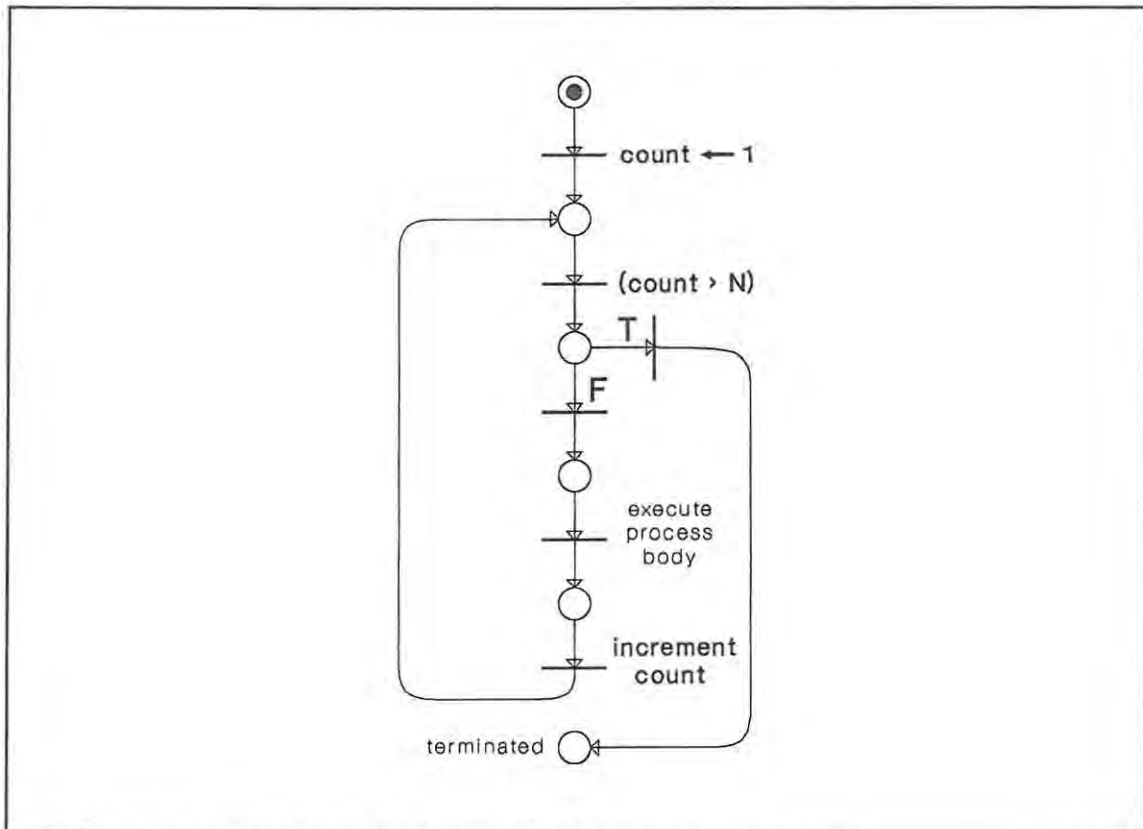 count ← 1
(count > N)
T
F
execute
process
body
increment
count
terminated